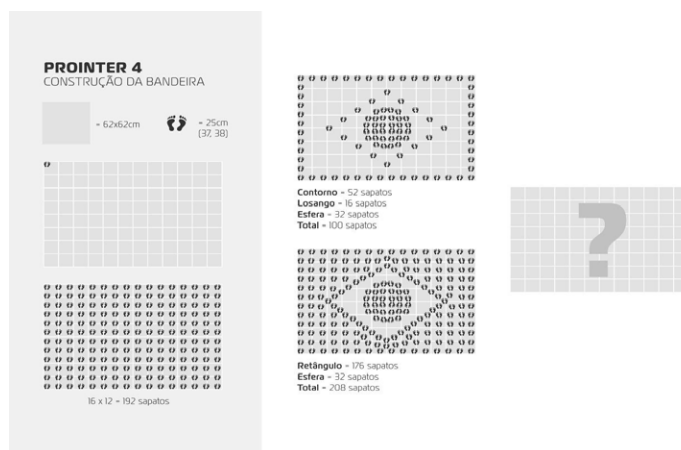 PROINTER 4
CONSTRUÇÃO DA BANDEIRA
= 62x62cm
= 25cm
(37, 38)
16 x 12 = 192 sapatos
Contorno = 52 sapatos
Losango = 16 sapatos
Esfera = 32 sapatos
Total = 100 sapatos
Retângulo = 176 sapatos
Esfera = 32 sapatos
Total = 208 sapatos
?